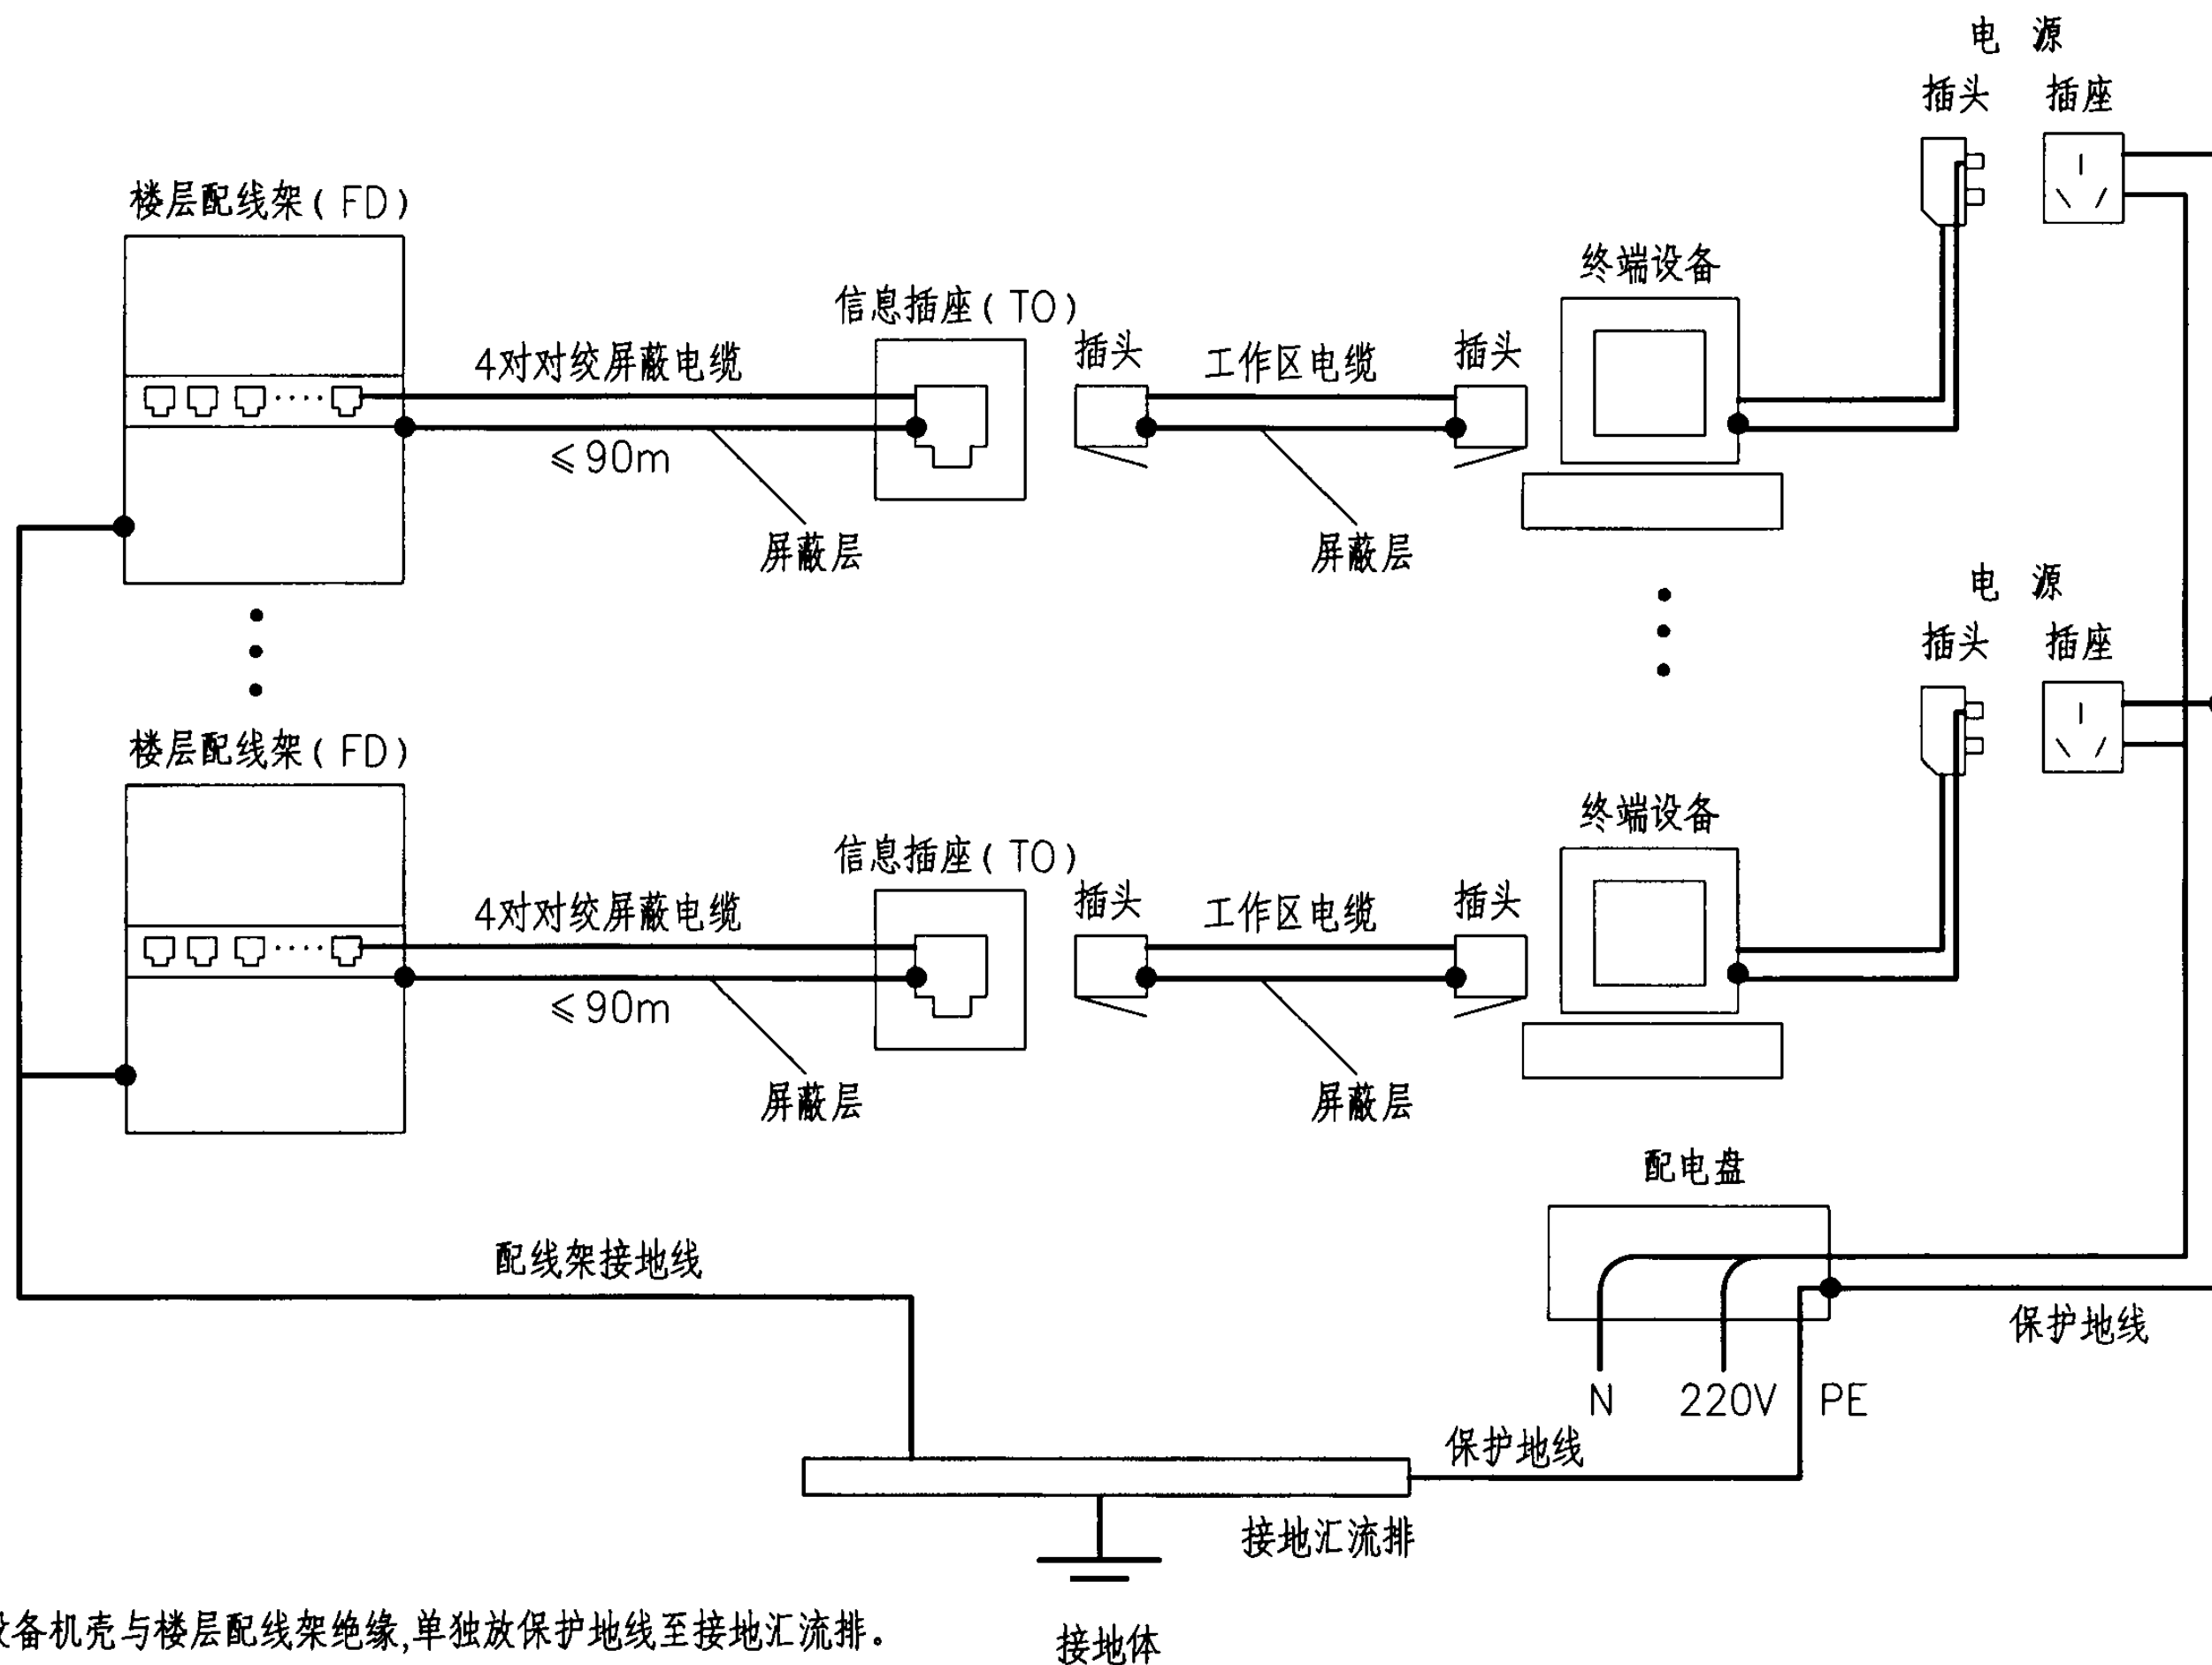 电 源
插头 插座
楼层配线架(FD)
终端设备
信息插座(TO)
插头
工作区电缆
插头
4对对绞屏蔽电缆
≤90m
屏蔽层
屏蔽层
电 源
插头 插座
楼层配线架(FD)
终端设备
信息插座(TO)
插头
工作区电缆
插头
4对对绞屏蔽电缆
≤90m
屏蔽层
屏蔽层
配电盘
配线架接地线
保护地线
N 220V PE
保护地线
接地汇流排
设备机壳与楼层配线架绝缘,单独放保护地线至接地汇流排。
接地体